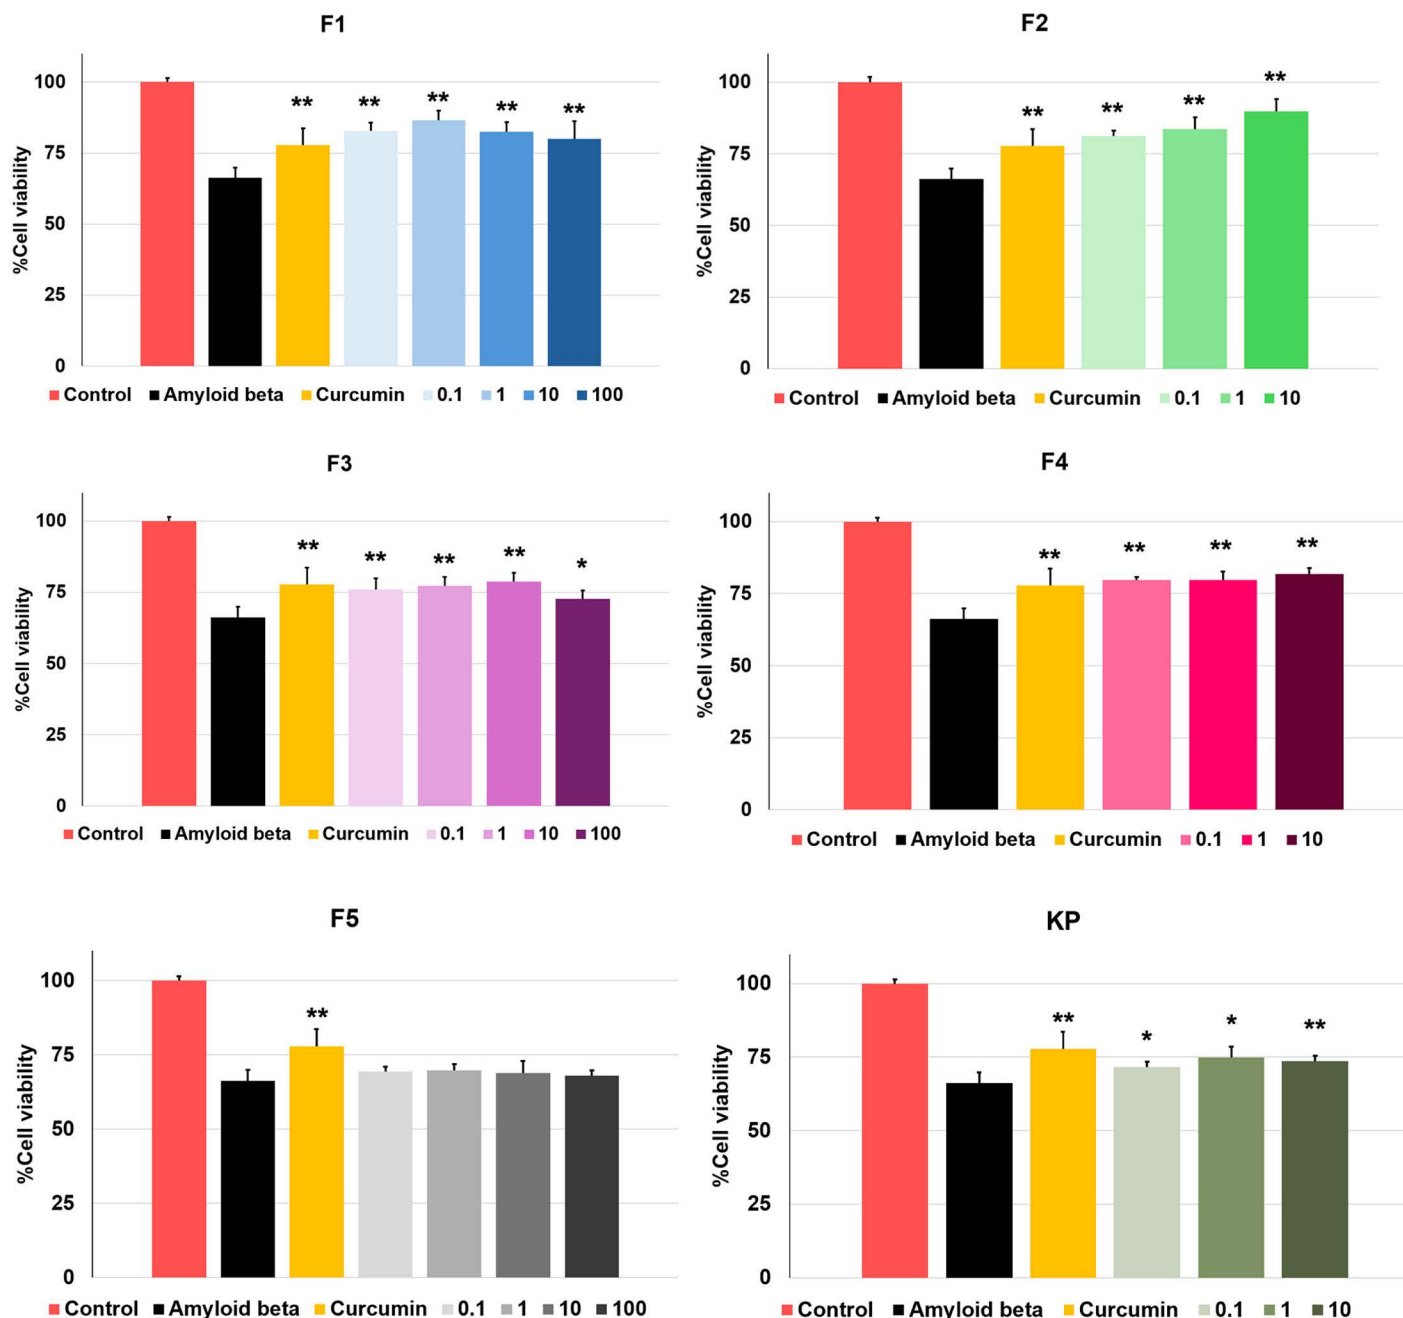 F1
%Cell viability
100
75
50
25
0
** ** ** ** **
Control Amyloid beta Curcumin 0.1 1 10 100
F2
%Cell viability
100
75
50
25
0
** ** ** **
Control Amyloid beta Curcumin 0.1 1 10
F3
%Cell viability
100
75
50
25
0
** ** ** ** *
Control Amyloid beta Curcumin 0.1 1 10 100
F4
%Cell viability
100
75
50
25
0
** ** ** **
Control Amyloid beta Curcumin 0.1 1 10
F5
%Cell viability
100
75
50
25
0
**
Control Amyloid beta Curcumin 0.1 1 10 100
KP
%Cell viability
100
75
50
25
0
** * * **
Control Amyloid beta Curcumin 0.1 1 10